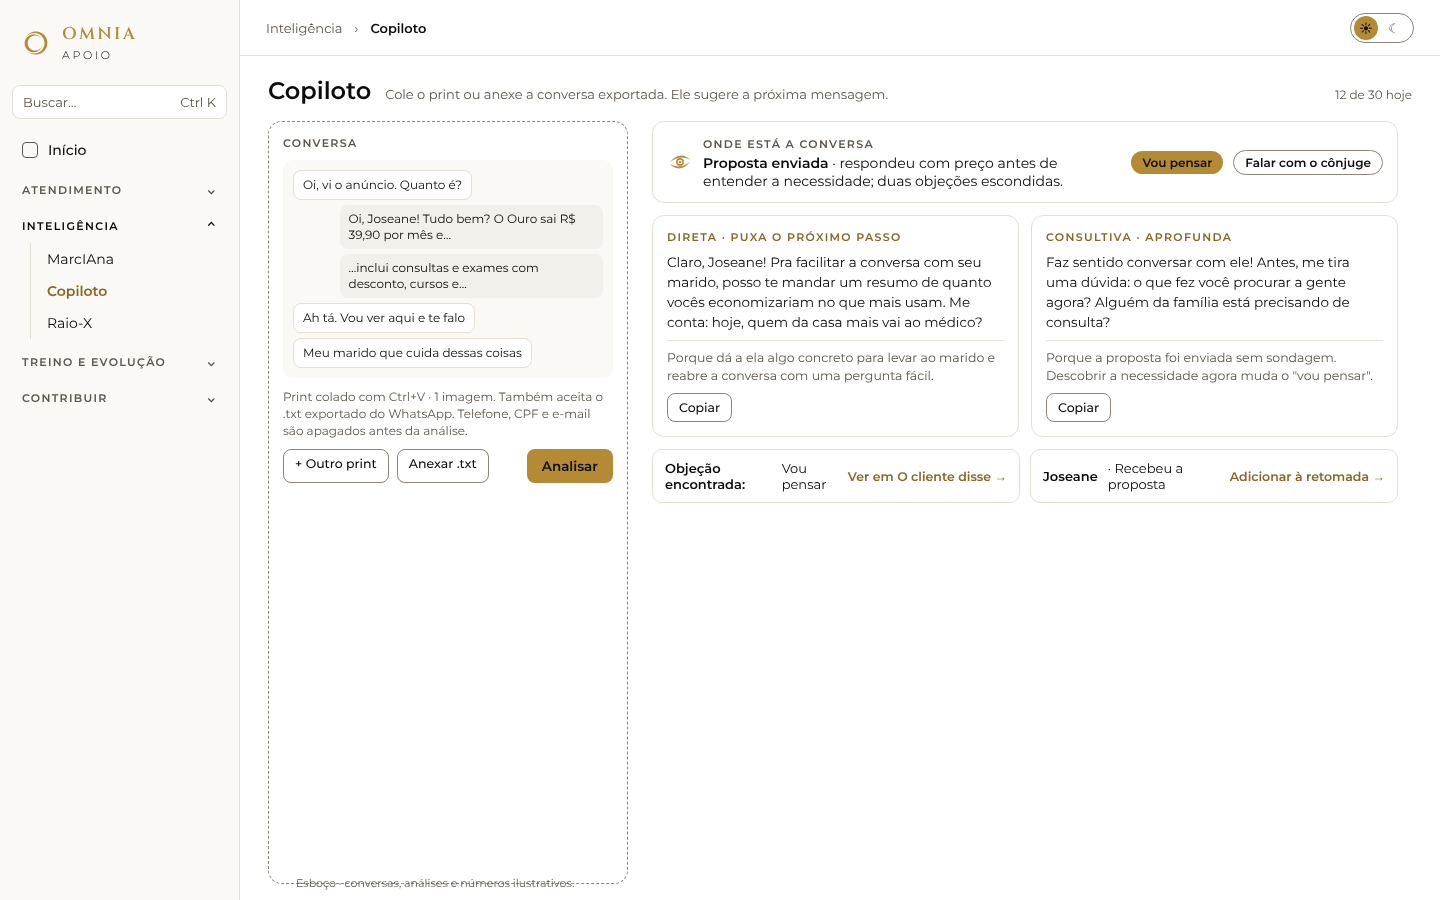 OMNIA
APOIO
Buscar... Ctrl K
Início
ATENDIMENTO
INTELIGÊNCIA
MarcIAna
Copiloto
Raio-X
TREINO E EVOLUÇÃO
CONTRIBUIR
Inteligência › Copiloto
Copiloto Cole o print ou anexe a conversa exportada. Ele sugere a próxima mensagem.
12 de 30 hoje
CONVERSA
Oi, vi o anúncio. Quanto é?
Oi, Joseane! Tudo bem? O Ouro sai R$
39,90 por mês e...
...inclui consultas e exames com
desconto, cursos e...
Ah tá. Vou ver aqui e te falo
Meu marido que cuida dessas coisas
Print colado com Ctrl+V · 1 imagem. Também aceita o
.txt exportado do WhatsApp. Telefone, CPF e e-mail
são apagados antes da análise.
+ Outro print
Anexar .txt
Analisar
Esboço · conversas, análises e números ilustrativos.
ONDE ESTÁ A CONVERSA
Proposta enviada · respondeu com preço antes de
entender a necessidade; duas objeções escondidas.
Vou pensar
Falar com o cônjuge
DIRETA · PUXA O PRÓXIMO PASSO
Claro, Joseane! Pra facilitar a conversa com seu
marido, posso te mandar um resumo de quanto
vocês economizariam no que mais usam. Me
conta: hoje, quem da casa mais vai ao médico?
Porque dá a ela algo concreto para levar ao marido e
reabre a conversa com uma pergunta fácil.
Copiar
CONSULTIVA · APROFUNDA
Faz sentido conversar com ele! Antes, me tira
uma dúvida: o que fez você procurar a gente
agora? Alguém da família está precisando de
consulta?
Porque a proposta foi enviada sem sondagem.
Descobrir a necessidade agora muda o "vou pensar".
Copiar
Objeção
encontrada:
Vou
pensar
Ver em O cliente disse →
Joseane
· Recebeu a
proposta
Adicionar à retomada →